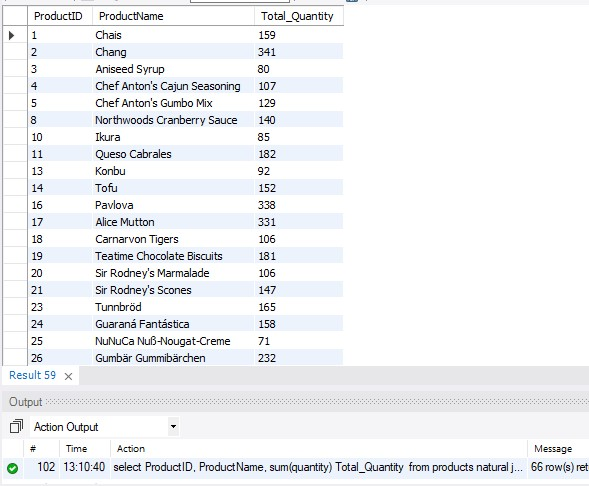 ProductID ProductName Total_Quantity
1 Chais 159
2 Chang 341
3 Aniseed Syrup 80
4 Chef Anton's Cajun Seasoning 107
5 Chef Anton's Gumbo Mix 129
8 Northwoods Cranberry Sauce 140
10 Ikura 85
11 Queso Cabrales 182
13 Konbu 92
14 Tofu 152
16 Pavlova 338
17 Alice Mutton 331
18 Carnarvon Tigers 106
19 Teatime Chocolate Biscuits 181
20 Sir Rodney's Marmalade 106
21 Sir Rodney's Scones 147
23 Tunnbröd 165
24 Guaraná Fantástica 158
25 NuNuCa Nuß-Nougat-Creme 71
26 Gumbär Gummibärchen 232
Result 59
Output
Action Output
# Time Action Message
102 13:10:40 select ProductID, ProductName, sum(quantity) Total_Quantity from products natural j... 66 row(s) ret